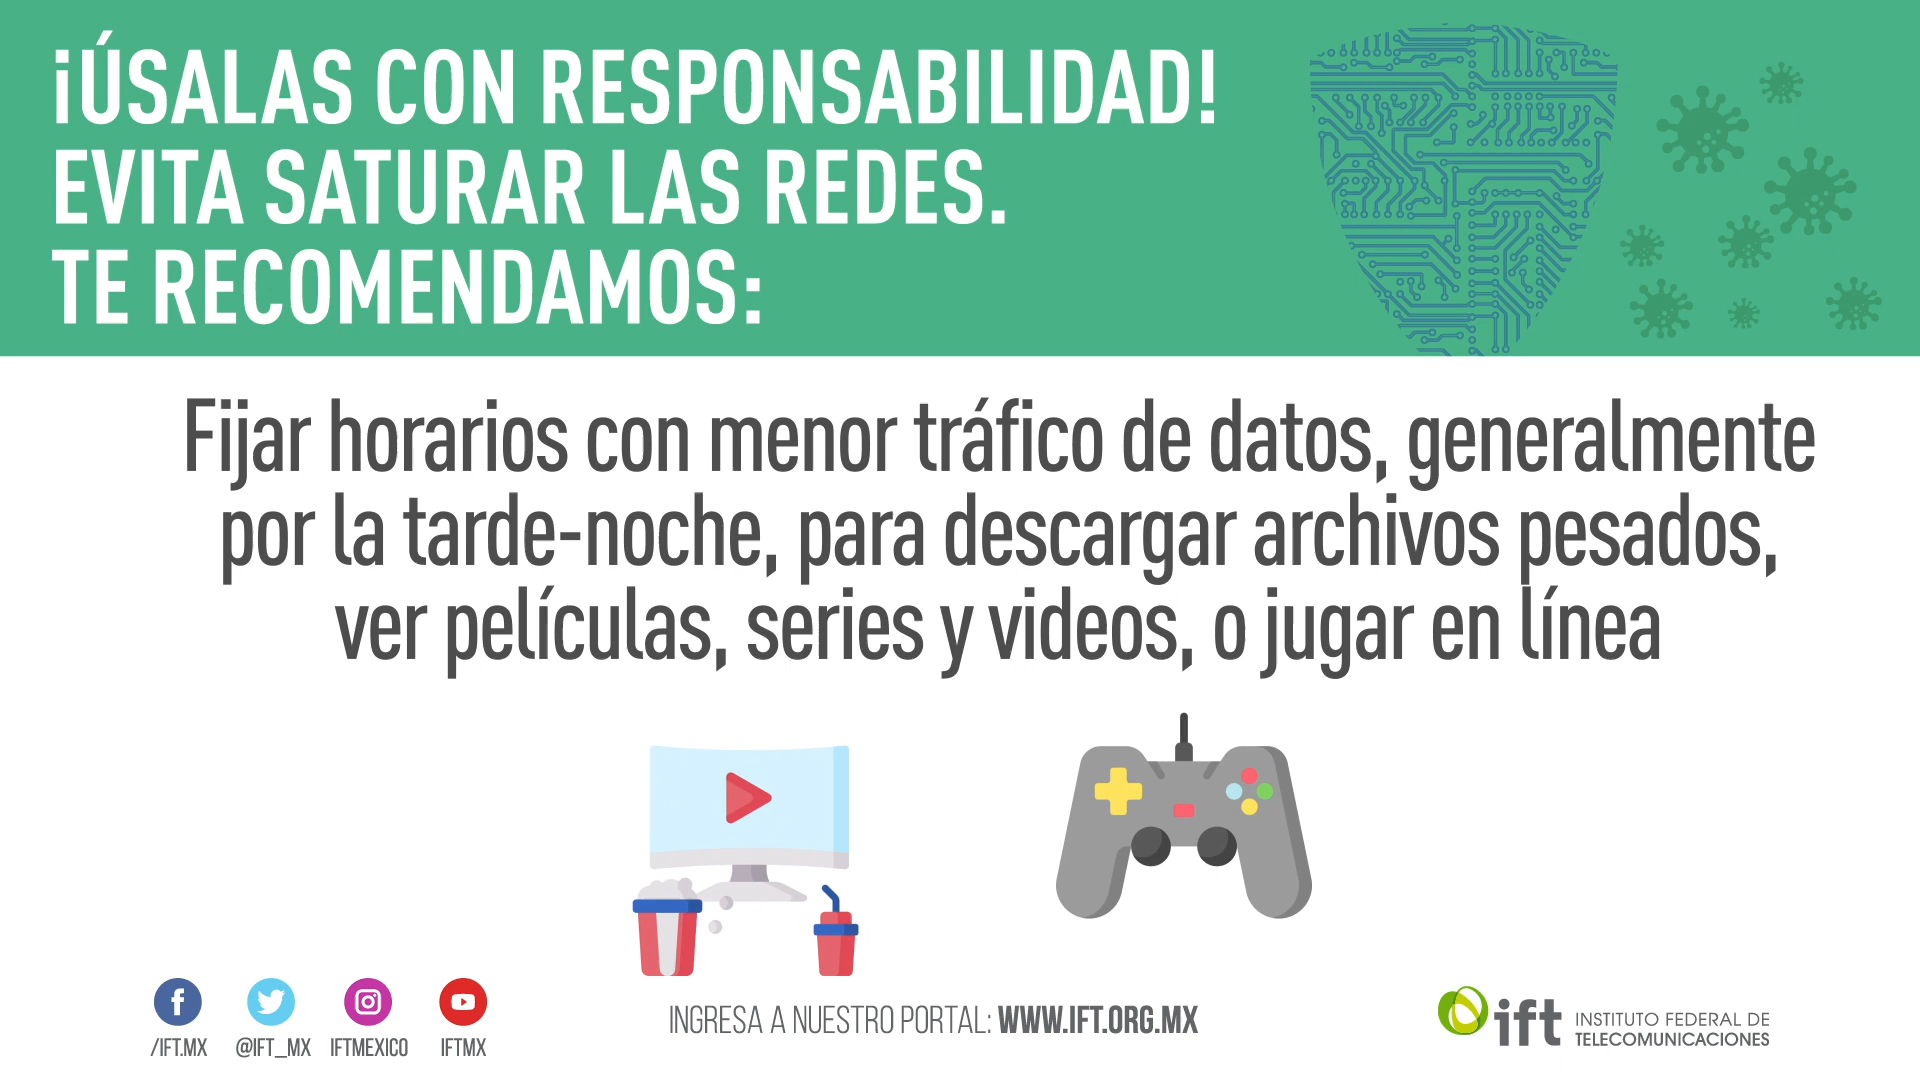 ¡ÚSALAS CON RESPONSABILIDAD!
EVITA SATURAR LAS REDES.
TE RECOMENDAMOS:
Fijar horarios con menor tráfico de datos, generalmente
por la tarde-noche, para descargar archivos pesados,
ver películas, series y videos, o jugar en línea
/IFT.MX
@IFT_MX
IFTMEXICO
IFTMX
INGRESA A NUESTRO PORTAL: WWW.IFT.ORG.MX
ift
INSTITUTO FEDERAL DE
TELECOMUNICACIONES